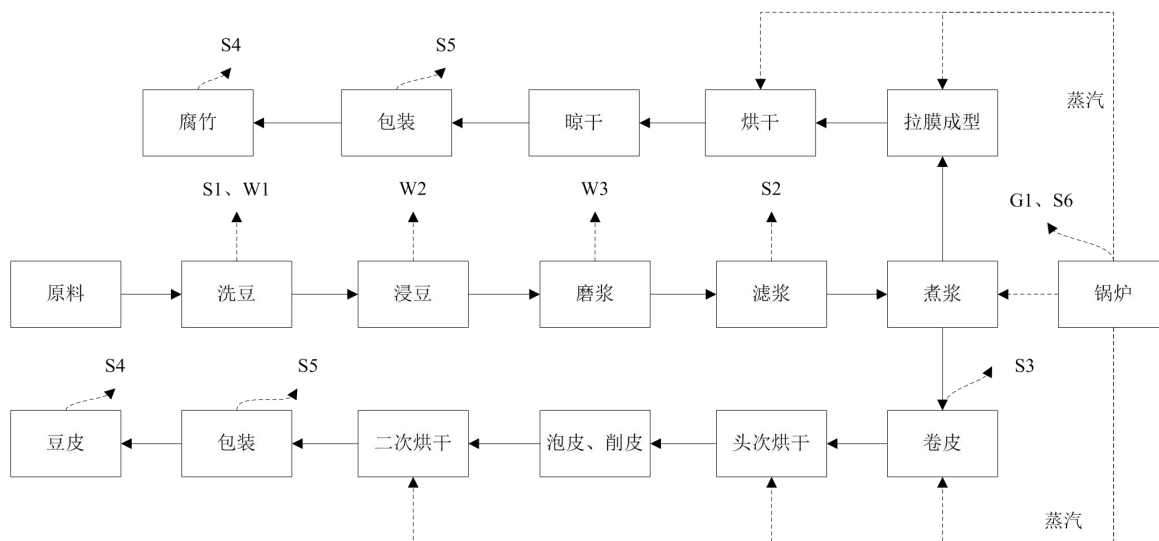 S4
S5
蒸汽
腐竹
包装
晾干
烘干
拉膜成型
S1、W1
W2
W3
S2
G1、S6
原料
洗豆
浸豆
磨浆
滤浆
煮浆
锅炉
S4
S5
S3
豆皮
包装
二次烘干
泡皮、削皮
头次烘干
卷皮
蒸汽